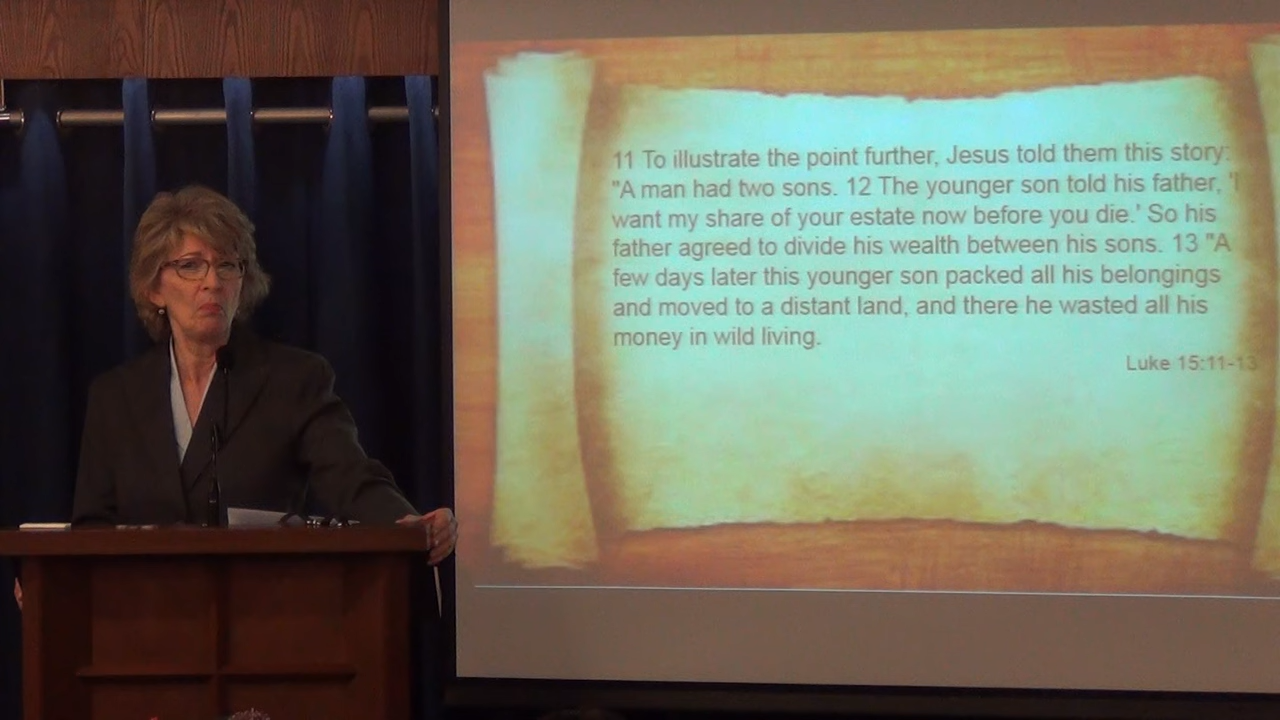 11 To illustrate the point further, Jesus told them this story:
"A man had two sons. 12 The younger son told his father, 'I
want my share of your estate now before you die.' So his
father agreed to divide his wealth between his sons. 13 "A
few days later this younger son packed all his belongings
and moved to a distant land, and there he wasted all his
money in wild living.
Luke 15:11-13